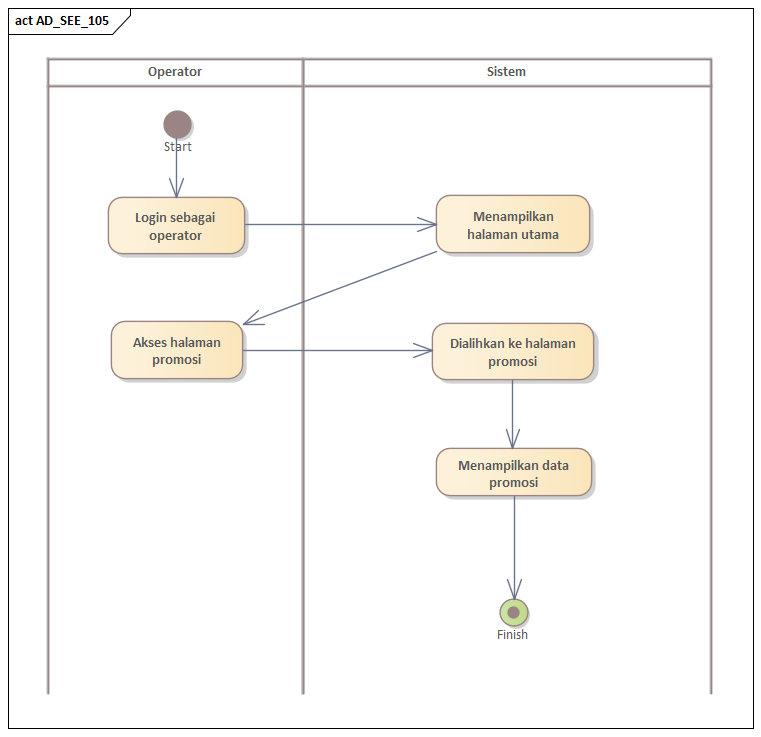 act AD_SEE_105
Operator
Sistem
Start
Login sebagai
operator
Menampilkan
halaman utama
Akses halaman
promosi
Dialihkan ke halaman
promosi
Menampilkan data
promosi
Finish